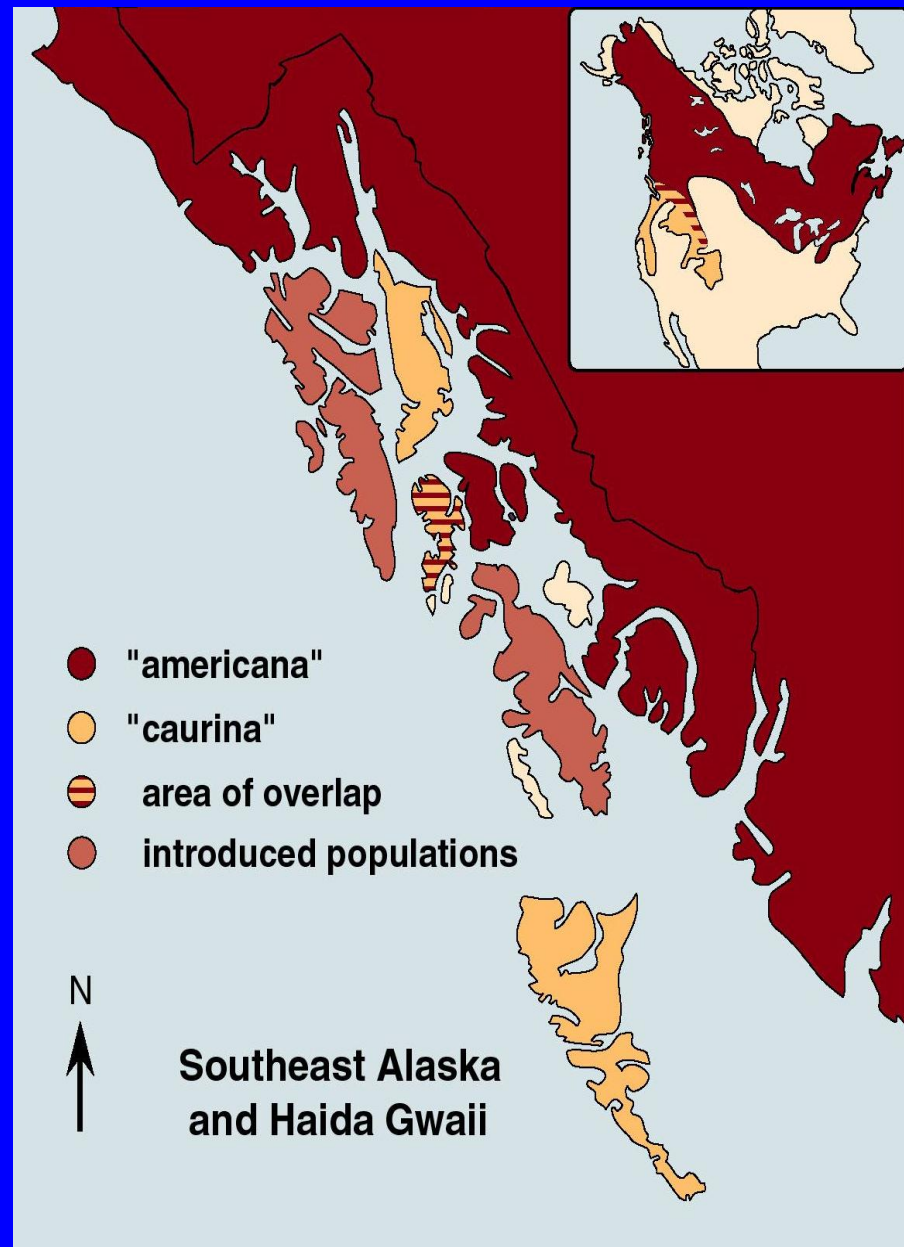 "americana"
"caurina"
area of overlap
introduced populations
N
Southeast Alaska
and Haida Gwaii